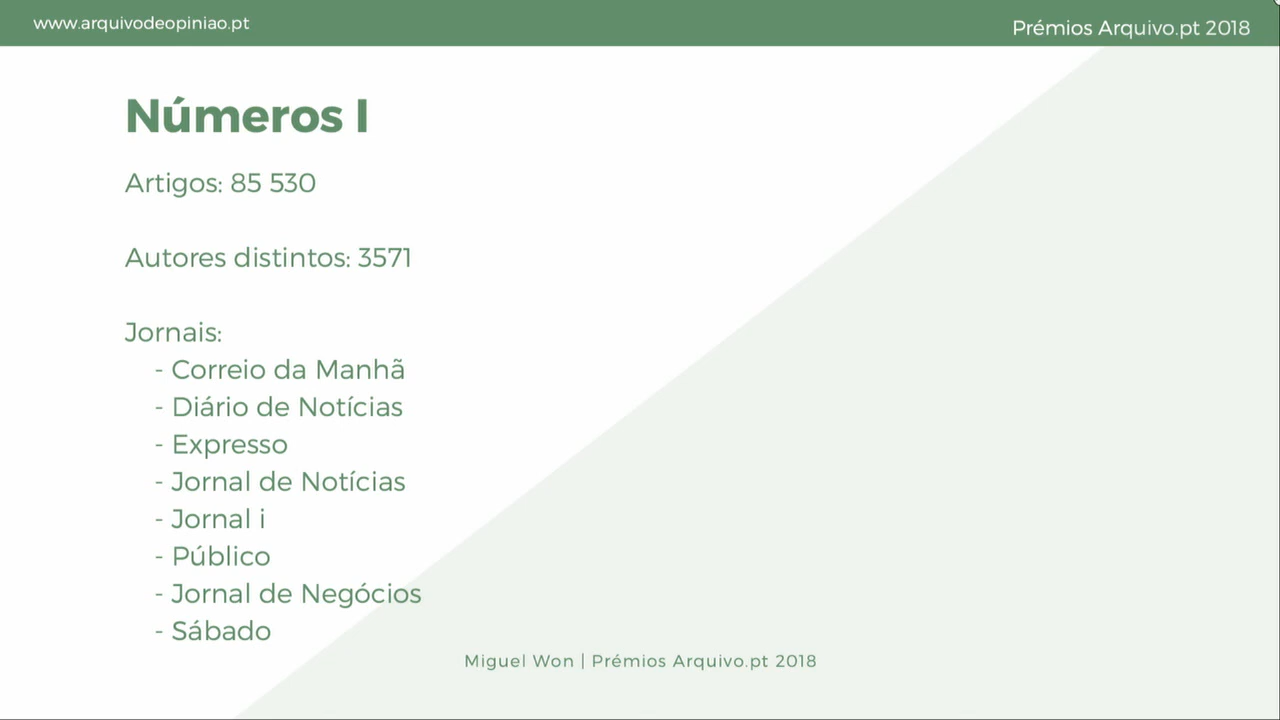 www.arquivodeopiniao.pt
Prémios Arquivo.pt 2018
Números I
Artigos: 85 530
Autores distintos: 3571
Jornais:
- Correio da Manhã
- Diário de Notícias
- Expresso
- Jornal de Notícias
- Jornal i
- Público
- Jornal de Negócios
- Sábado
Miguel Won | Prémios Arquivo.pt 2018